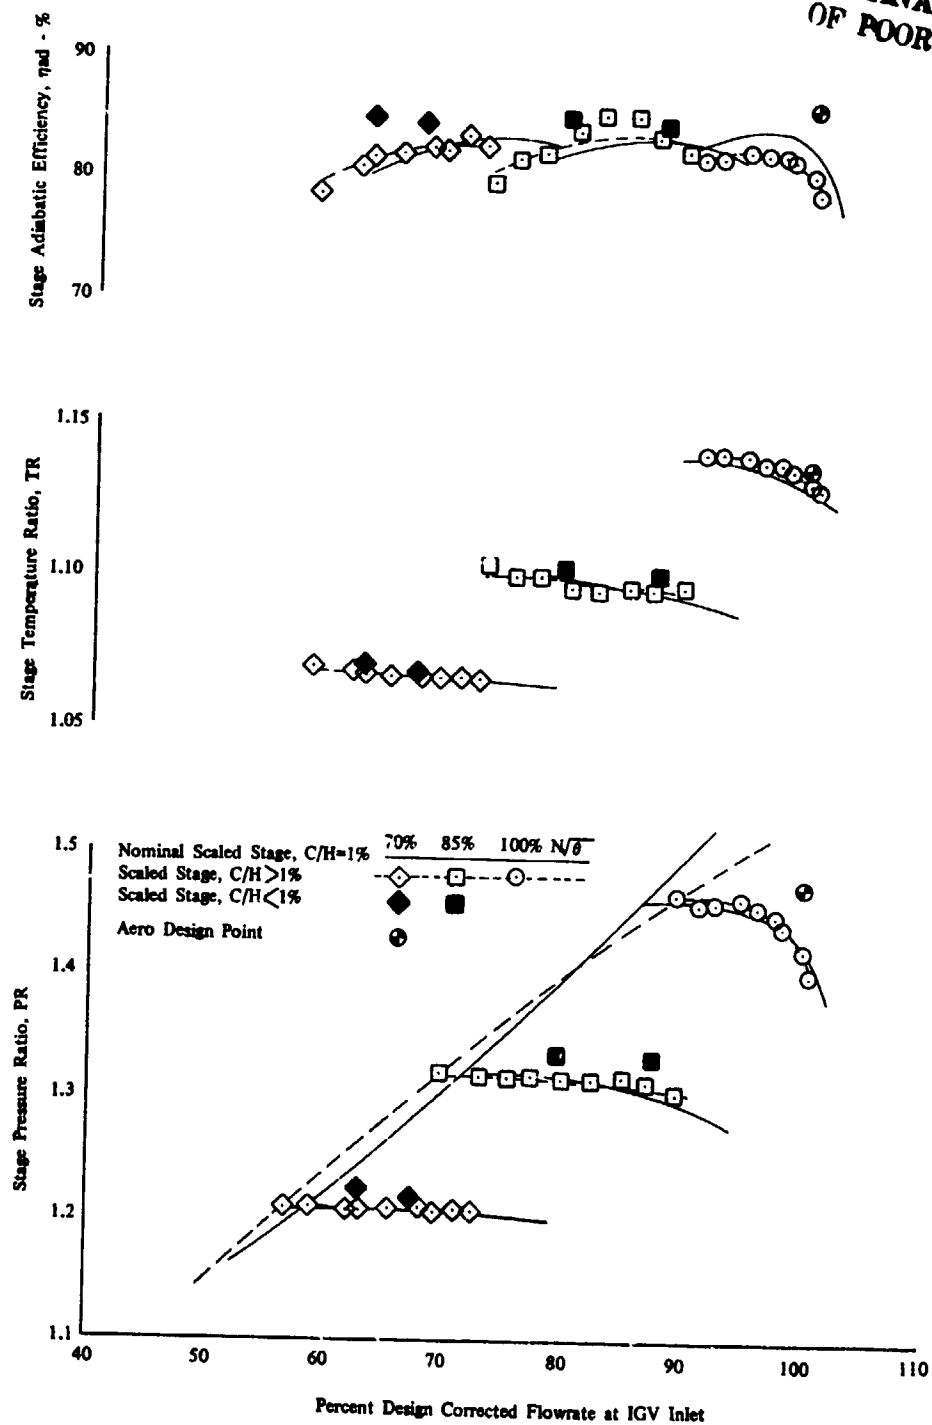 OF POOR
90
80
70
Stage Adiabatic Efficiency, ηad - %
1.15
1.10
1.05
Stage Temperature Ratio, TR
1.5
1.4
1.3
1.2
1.1
Stage Pressure Ratio, PR
70% 85% 100% N/√θ
Nominal Scaled Stage, C/H=1%
Scaled Stage, C/H>1%
Scaled Stage, C/H<1%
Aero Design Point
40 50 60 70 80 90 100 110
Percent Design Corrected Flowrate at IGV Inlet